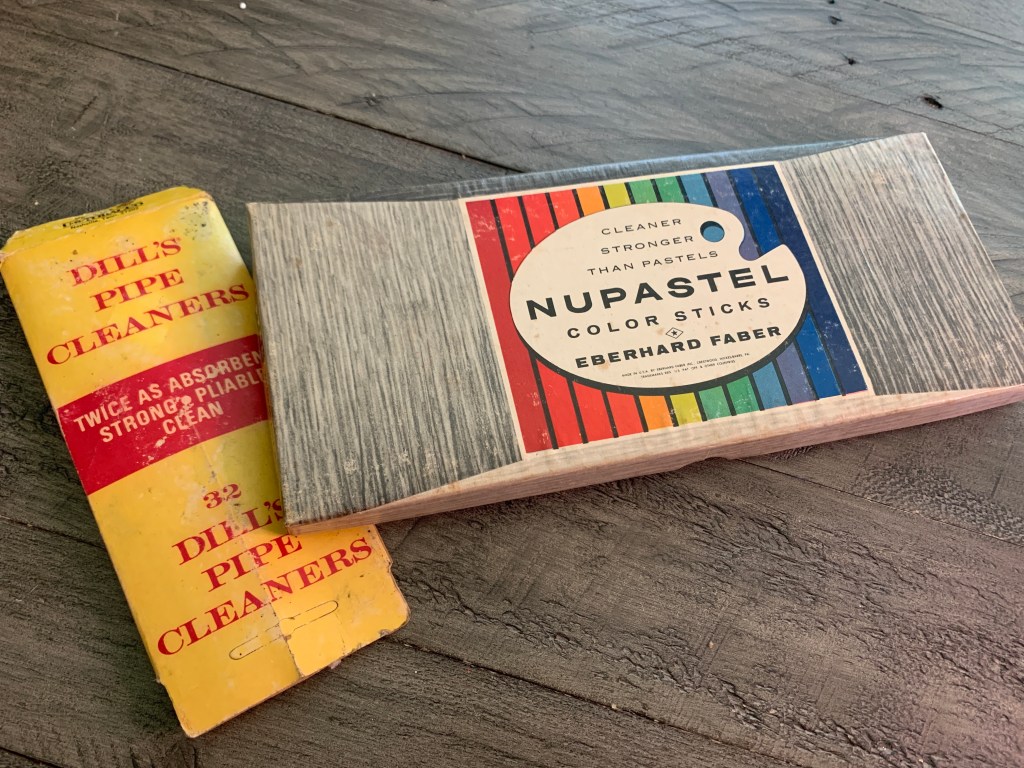 DILL'S
PIPE
CLEANERS
TWICE AS ABSORBEN
STRONG, PLIABLE
CLEAN
32
DILL'S
PIPE
CLEANERS
CLEANER
STRONGER
THAN PASTELS
NUPASTEL
COLOR STICKS
EBERHARD FABER